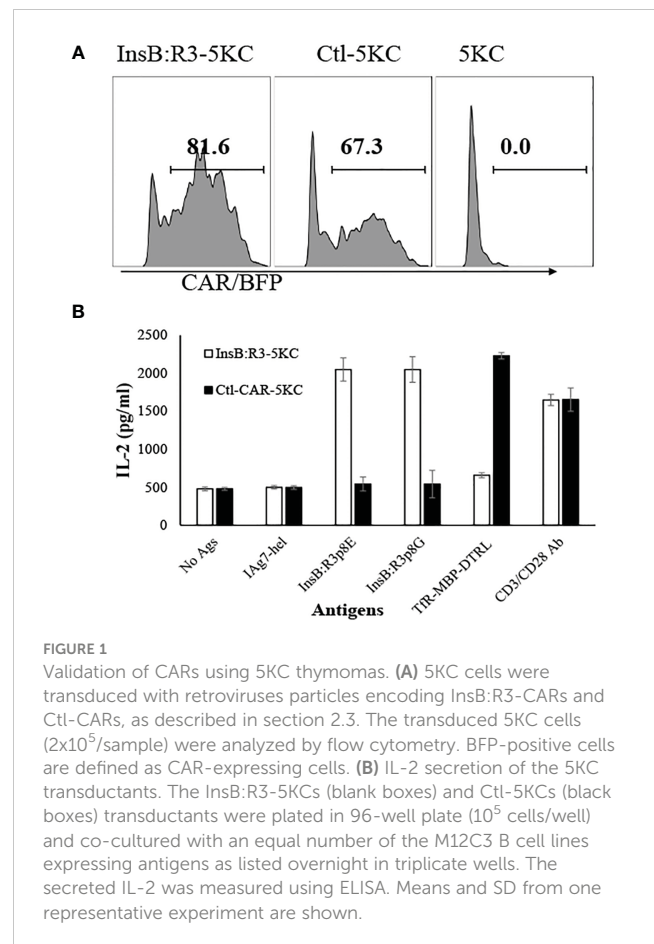 A
InsB:R3-5KC Ctl-5KC 5KC
81.6 67.3 0.0
CAR/BFP
B
2500
2000
1500
1000
500
0
IL-2 (pg/ml)
InsB:R3-5KC
Ctl-CAR-5KC
No Ags
IAg7-hel
InsB:R3p8E
InsB:R3p8G
TfR-MBP-DTRL
CD3/CD28 Ab
Antigens
FIGURE 1
Validation of CARs using 5KC thymomas. (A) 5KC cells were
transduced with retroviruses particles encoding InsB:R3-CARs and
Ctl-CARs, as described in section 2.3. The transduced 5KC cells
(2x10⁵/sample) were analyzed by flow cytometry. BFP-positive cells
are defined as CAR-expressing cells. (B) IL-2 secretion of the 5KC
transductants. The InsB:R3-5KCs (blank boxes) and Ctl-5KCs (black
boxes) transductants were plated in 96-well plate (10⁵ cells/well)
and co-cultured with an equal number of the M12C3 B cell lines
expressing antigens as listed overnight in triplicate wells. The
secreted IL-2 was measured using ELISA. Means and SD from one
representative experiment are shown.